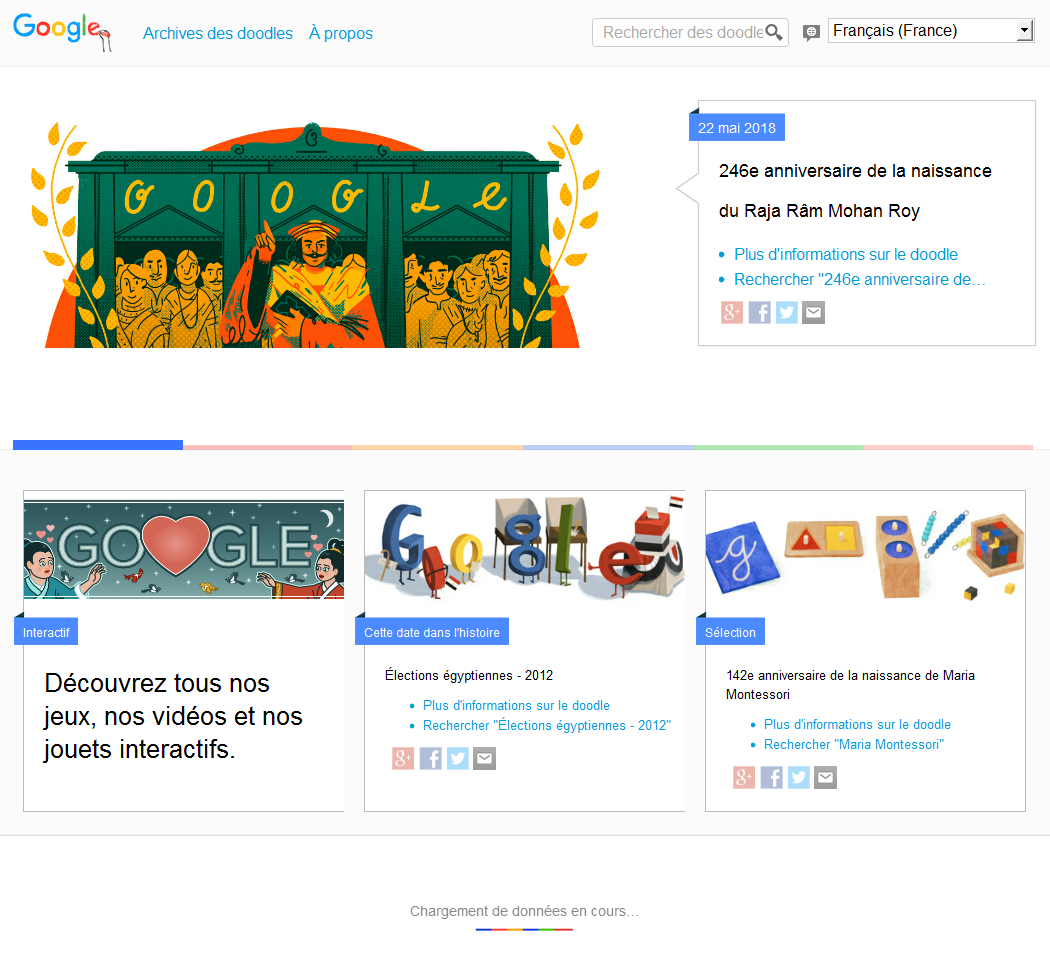 Google
Archives des doodles
À propos
Rechercher des doodle
Français (France)
GOOGLE
22 mai 2018
246e anniversaire de la naissance
du Raja Râm Mohan Roy
Plus d'informations sur le doodle
Rechercher "246e anniversaire de...
GOOGLE
Interactif
Découvrez tous nos
jeux, nos vidéos et nos
jouets interactifs.
Google
Cette date dans l'histoire
Élections égyptiennes - 2012
Plus d'informations sur le doodle
Rechercher "Élections égyptiennes - 2012"
g
Sélection
142e anniversaire de la naissance de Maria
Montessori
Plus d'informations sur le doodle
Rechercher "Maria Montessori"
Chargement de données en cours...